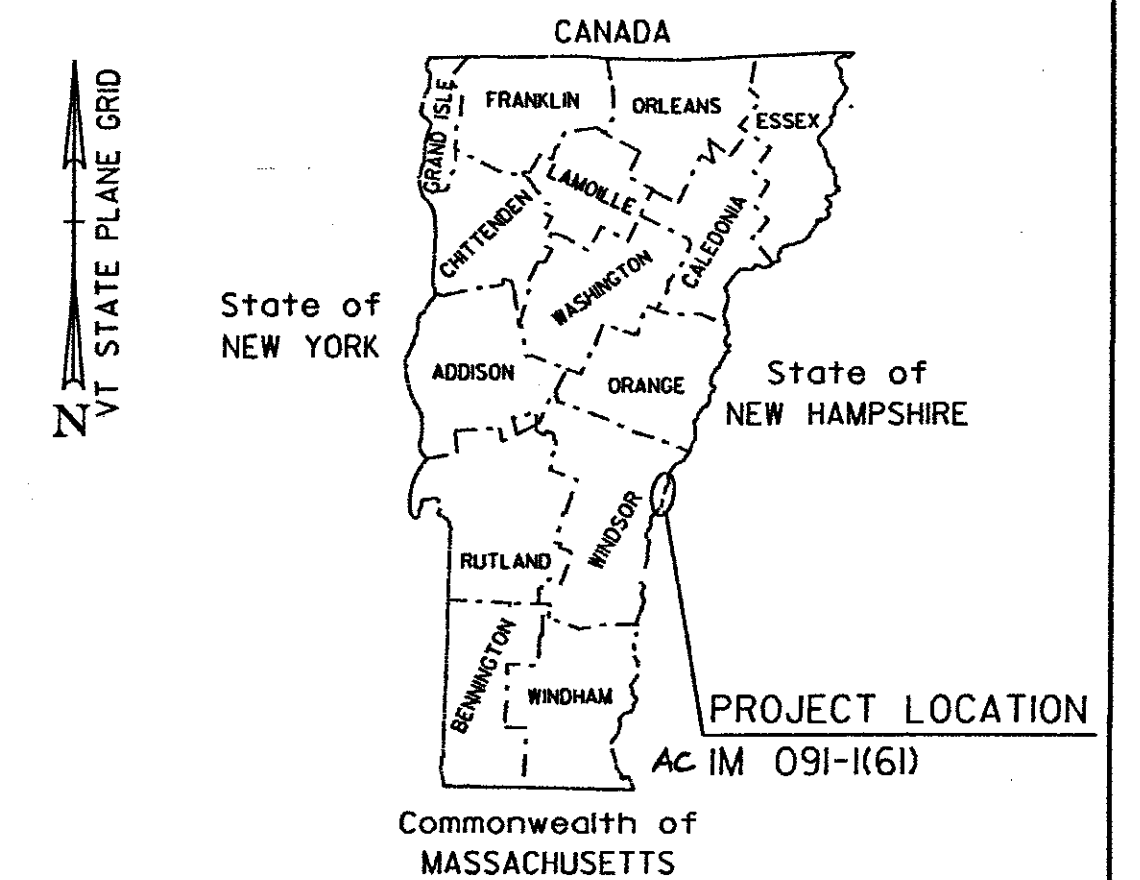 CANADA
VT STATE PLANE GRID
N
GRAND ISLE
FRANKLIN
ORLEANS
ESSEX
LAMOILLE
CHITTENDEN
CALEDONIA
WASHINGTON
State of
NEW YORK
ADDISON
ORANGE
State of
NEW HAMPSHIRE
WINDSOR
RUTLAND
BENNINGTON
WINDHAM
PROJECT LOCATION
AC IM 091-1(61)
Commonwealth of
MASSACHUSETTS